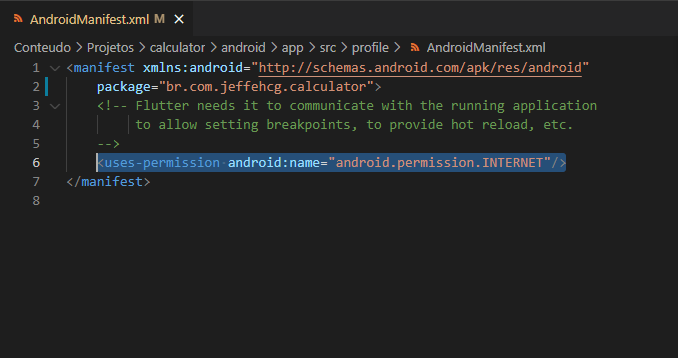 AndroidManifest.xml M ×
Conteudo > Projetos > calculator > android > app > src > profile > AndroidManifest.xml
1 <manifest xmlns:android="http://schemas.android.com/apk/res/android"
2 package="br.com.jeffehcg.calculator">
3 <!-- Flutter needs it to communicate with the running application
4 to allow setting breakpoints, to provide hot reload, etc.
5 -->
6 <uses-permission android:name="android.permission.INTERNET"/>
7 </manifest>
8